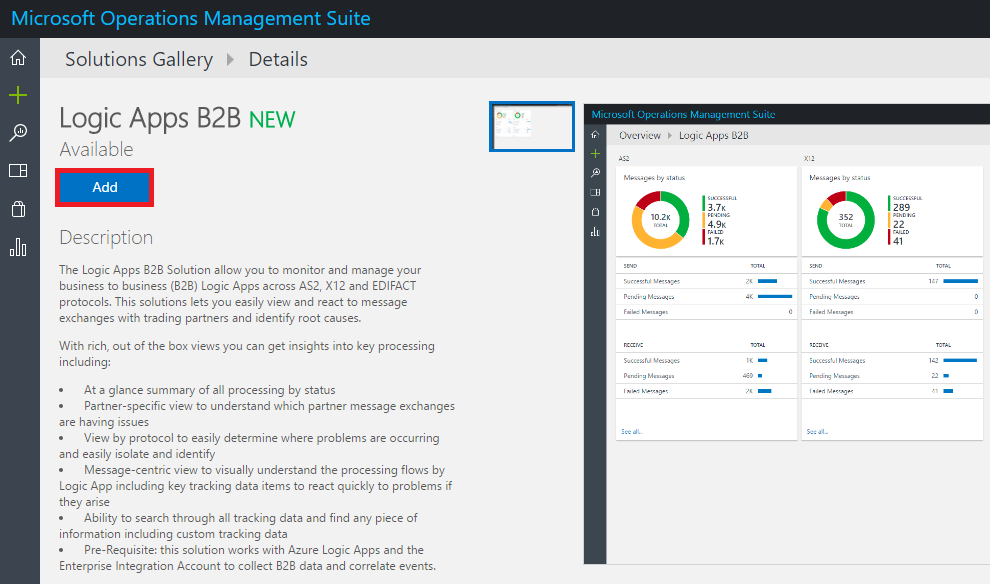 Microsoft Operations Management Suite
Solutions Gallery Details
Logic Apps B2B NEW
Available
Add
Description
The Logic Apps B2B Solution allow you to monitor and manage your
business to business (B2B) Logic Apps across AS2, X12 and EDIFACT
protocols. This solutions lets you easily view and react to message
exchanges with trading partners and identify root causes.
With rich, out of the box views you can get insights into key processing
including:
• At a glance summary of all processing by status
• Partner-specific view to understand which partner message exchanges
are having issues
• View by protocol to easily determine where problems are occurring
and easily isolate and identify
• Message-centric view to visually understand the processing flows by
Logic App including key tracking data items to react quickly to problems if
they arise
• Ability to search through all tracking data and find any piece of
information including custom tracking data
• Pre-Requisite: this solution works with Azure Logic Apps and the
Enterprise Integration Account to collect B2B data and correlate events.
Microsoft Operations Management Suite
Overview Logic Apps B2B
AS2
Messages by status
10.2K
TOTAL
SUCCESSFUL
3.7K
PENDING
4.9K
FAILED
1.7K
SEND TOTAL
Successful Messages 2K
Pending Messages 4K
Failed Messages 0
RECEIVE TOTAL
Successful Messages 1K
Pending Messages 469
Failed Messages 2K
See all...
X12
Messages by status
352
TOTAL
SUCCESSFUL
289
PENDING
22
FAILED
41
SEND TOTAL
Successful Messages 147
Pending Messages 0
Failed Messages 0
RECEIVE TOTAL
Successful Messages 142
Pending Messages 22
Failed Messages 41
See all...